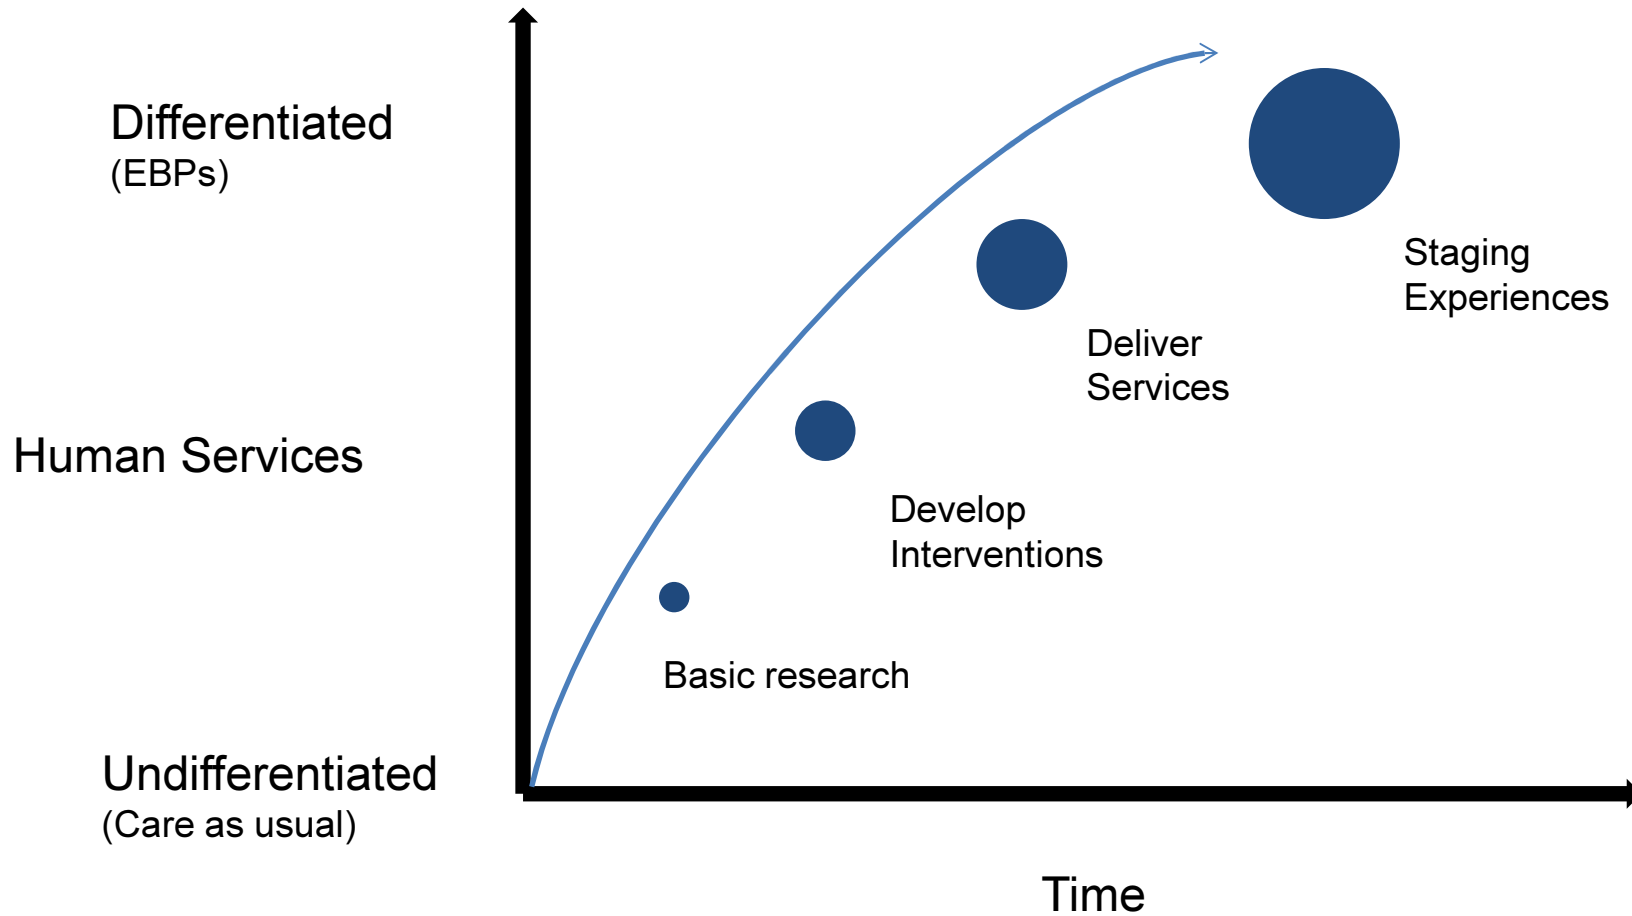 Differentiated
(EBPs)
Staging
Experiences
Deliver
Services
Human Services
Develop
Interventions
Basic research
Undifferentiated
(Care as usual)
Time